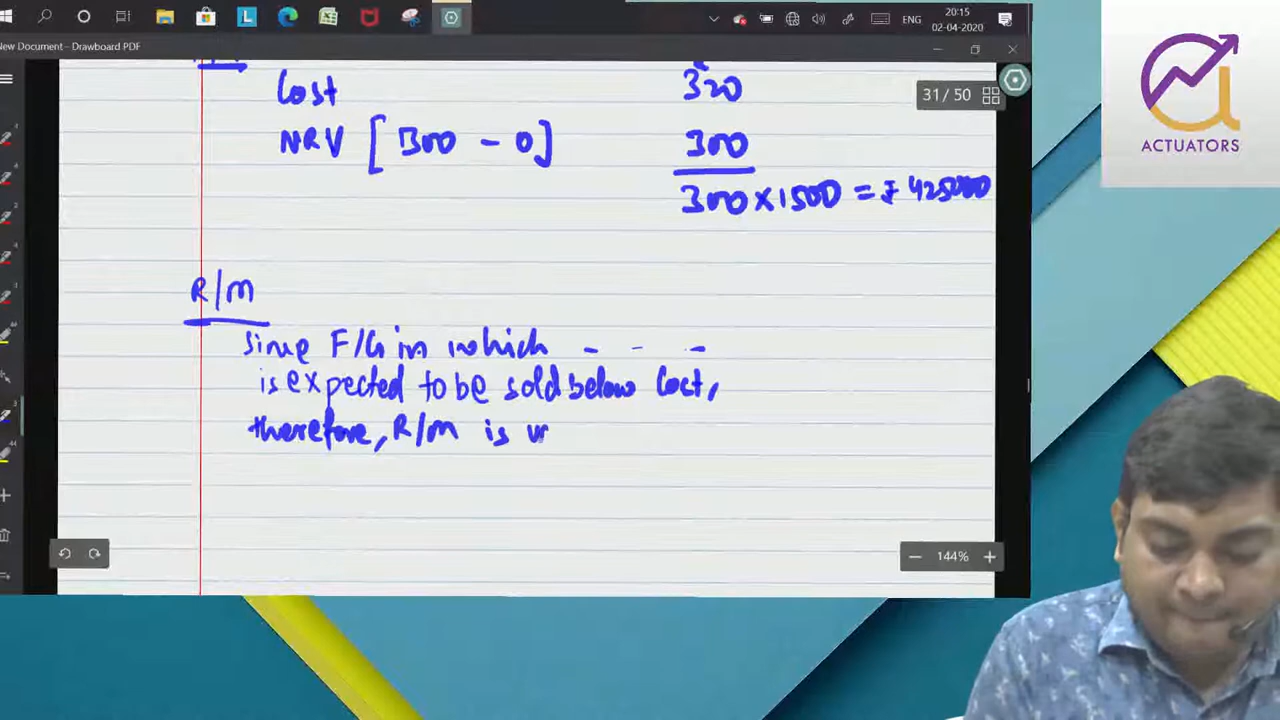 20:15
ENG
02-04-2020
New Document - Drawboard PDF
Cost 320
31 / 50
NRV [300 - 0] 300
300 x 1500 = ₹ 425000
ACTUATORS
R/M
Since F/G in which - - -
is expected to be sold below Cost,
therefore, R/M is w
144%